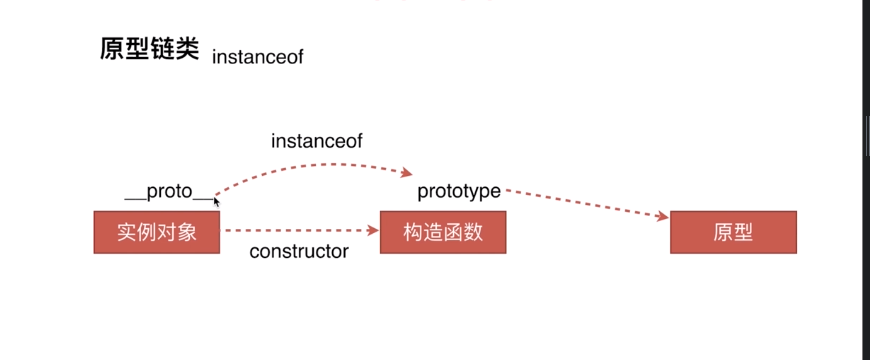 原型链类 instanceof
instanceof
__proto__
prototype
实例对象
构造函数
原型
constructor